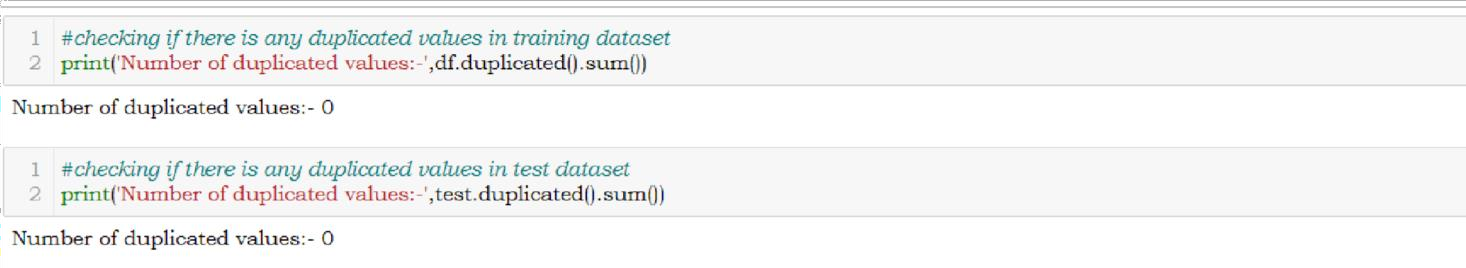 1 #checking if there is any duplicated values in training dataset
2 print('Number of duplicated values:-',df.duplicated().sum())
Number of duplicated values:- 0
1 #checking if there is any duplicated values in test dataset
2 print('Number of duplicated values:-',test.duplicated().sum())
Number of duplicated values:- 0